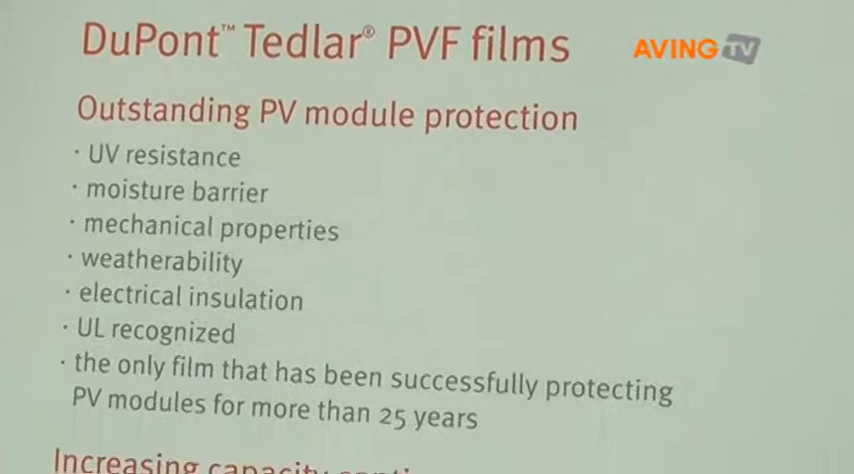 DuPont™ Tedlar® PVF films
AVING TV
Outstanding PV module protection
· UV resistance
· moisture barrier
· mechanical properties
· weatherability
· electrical insulation
· UL recognized
· the only film that has been successfully protecting
PV modules for more than 25 years
Increasing capacity